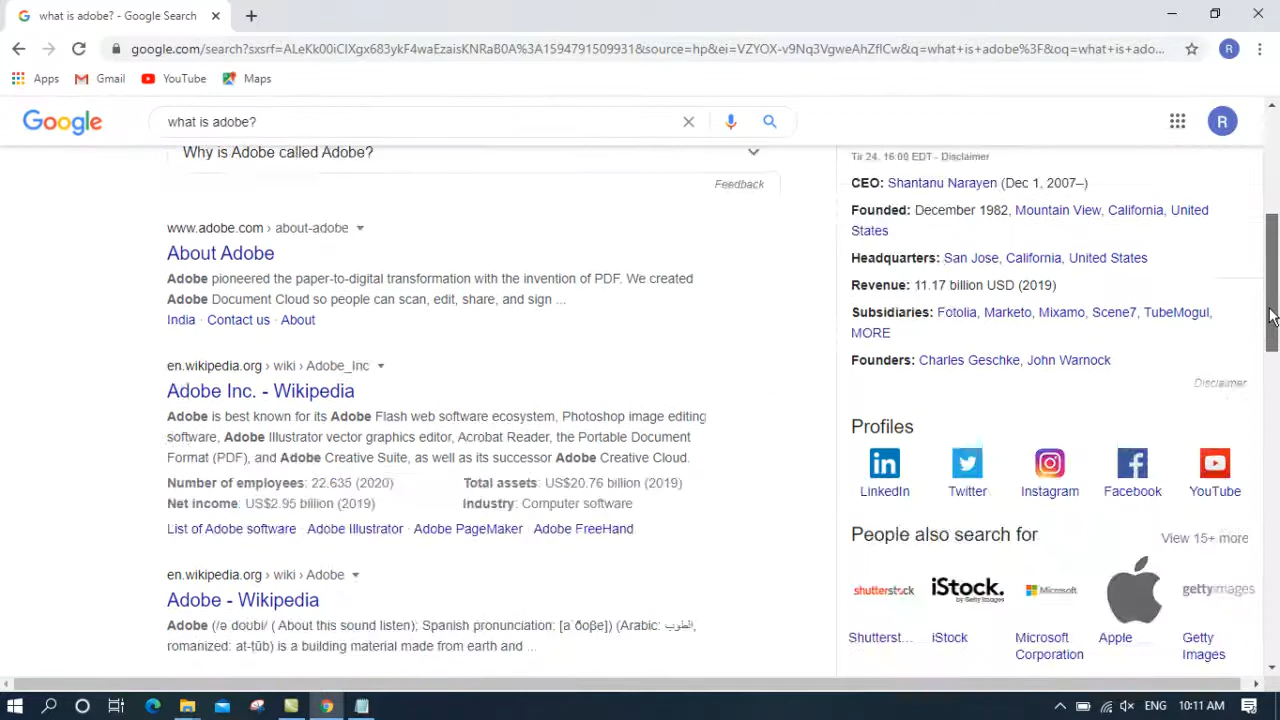 what is adobe? - Google Search
google.com/search?sxsrf=ALeKk00iCIXgx683ykF4waEzaisKNRaB0A%3A1594791509931&source=hp&ei=VZYOX-v9Nq3VgweAhZfICw&q=what+is+adobe%3F&oq=what+is+ado...
R
Apps
Gmail
YouTube
Maps
Google
what is adobe?
R
Why is Adobe called Adobe?
Feedback
www.adobe.com › about-adobe
About Adobe
Adobe pioneered the paper-to-digital transformation with the invention of PDF. We created
Adobe Document Cloud so people can scan, edit, share, and sign ...
India · Contact us · About
en.wikipedia.org › wiki › Adobe_Inc
Adobe Inc. - Wikipedia
Adobe is best known for its Adobe Flash web software ecosystem, Photoshop image editing
software, Adobe Illustrator vector graphics editor, Acrobat Reader, the Portable Document
Format (PDF), and Adobe Creative Suite, as well as its successor Adobe Creative Cloud.
Number of employees: 22,635 (2020)
Total assets: US$20.76 billion (2019)
Net income: US$2.95 billion (2019)
Industry: Computer software
List of Adobe software · Adobe Illustrator · Adobe PageMaker · Adobe FreeHand
en.wikipedia.org › wiki › Adobe
Adobe - Wikipedia
Adobe (/ə ˈdoʊbi/ ( About this sound listen); Spanish pronunciation: [aˈðoβe]) (Arabic: الطوب,
romanized: at-ṭūb) is a building material made from earth and ...
Tir 24, 16:00 EDT - Disclaimer
CEO: Shantanu Narayen (Dec 1, 2007–)
Founded: December 1982, Mountain View, California, United
States
Headquarters: San Jose, California, United States
Revenue: 11.17 billion USD (2019)
Subsidiaries: Fotolia, Marketo, Mixamo, Scene7, TubeMogul,
MORE
Founders: Charles Geschke, John Warnock
Disclaimer
Profiles
in
LinkedIn
Twitter
Instagram
Facebook
YouTube
People also search for
View 15+ more
shutterstock
iStock.
by Getty Images
Microsoft
gettyimages
Shutterst...
iStock
Microsoft
Corporation
Apple
Getty
Images
ENG
10:11 AM